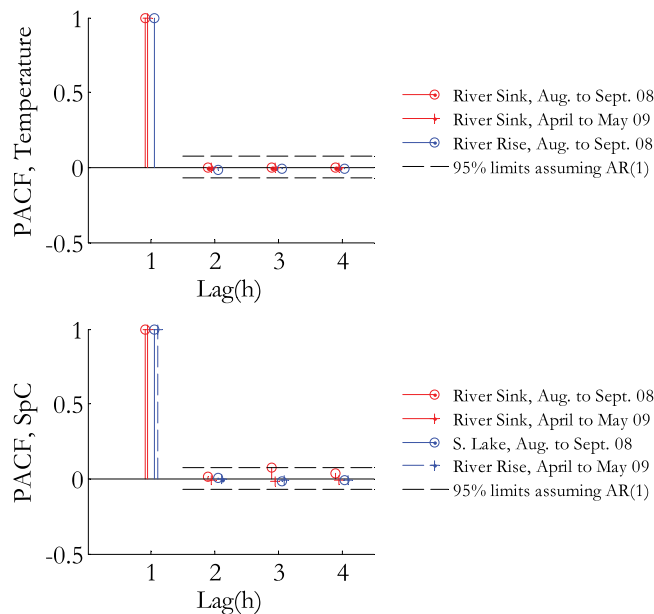 PACF, Temperature
1
0.5
0
-0.5
1 2 3 4
Lag(h)
River Sink, Aug. to Sept. 08
River Sink, April to May 09
River Rise, Aug. to Sept. 08
95% limits assuming AR(1)
PACF, SpC
1
0.5
0
-0.5
1 2 3 4
Lag(h)
River Sink, Aug. to Sept. 08
River Sink, April to May 09
S. Lake, Aug. to Sept. 08
River Rise, April to May 09
95% limits assuming AR(1)